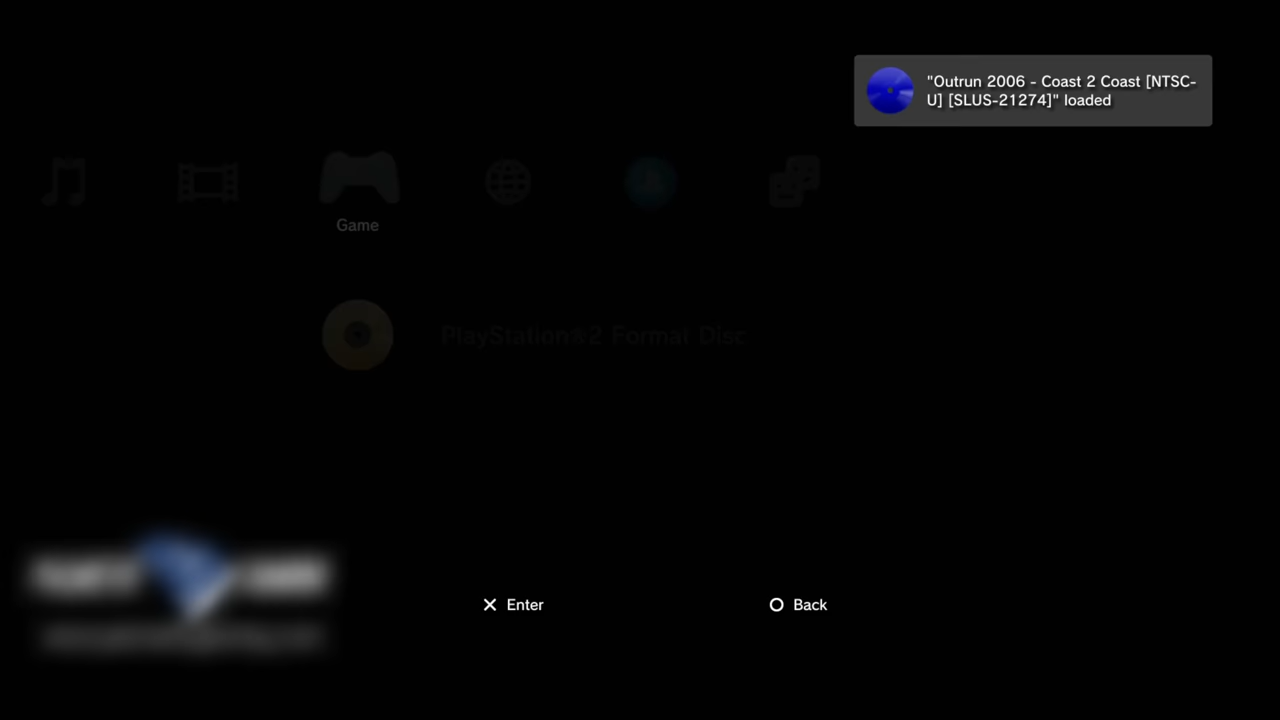 "Outrun 2006 - Coast 2 Coast [NTSC-
U] [SLUS-21274]" loaded
Game
PlayStation®2 Format Disc
Enter
Back